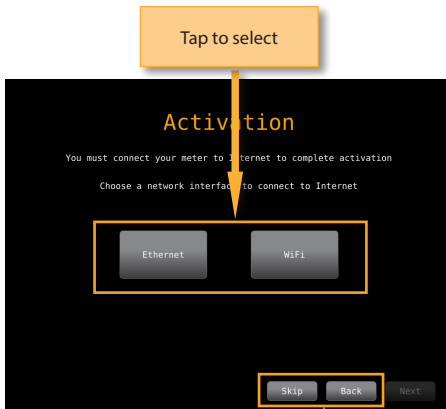 Tap to select
Activation
You must connect your meter to Internet to complete activation
Choose a network interface to connect to Internet
Ethernet WiFi
Skip Back Next